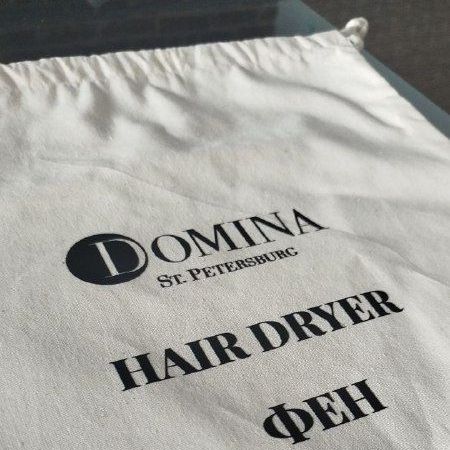 DOMINA
ST. PETERSBURG
HAIR DRYER
ФЕН